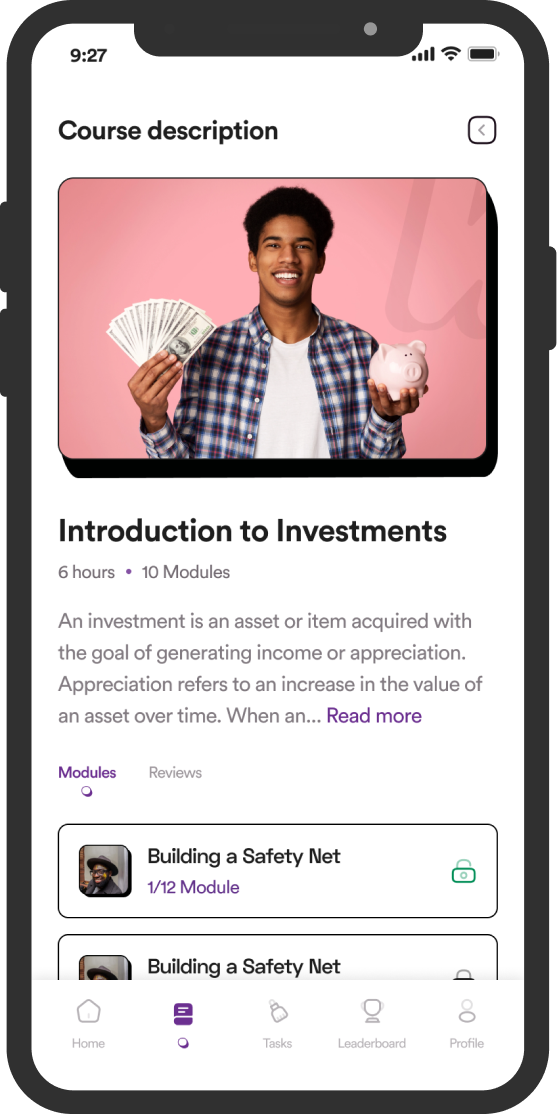 9:27
Course description
Introduction to Investments
6 hours • 10 Modules
An investment is an asset or item acquired with
the goal of generating income or appreciation.
Appreciation refers to an increase in the value of
an asset over time. When an... Read more
Modules Reviews
Building a Safety Net
1/12 Module
Building a Safety Net
Home Tasks Leaderboard Profile